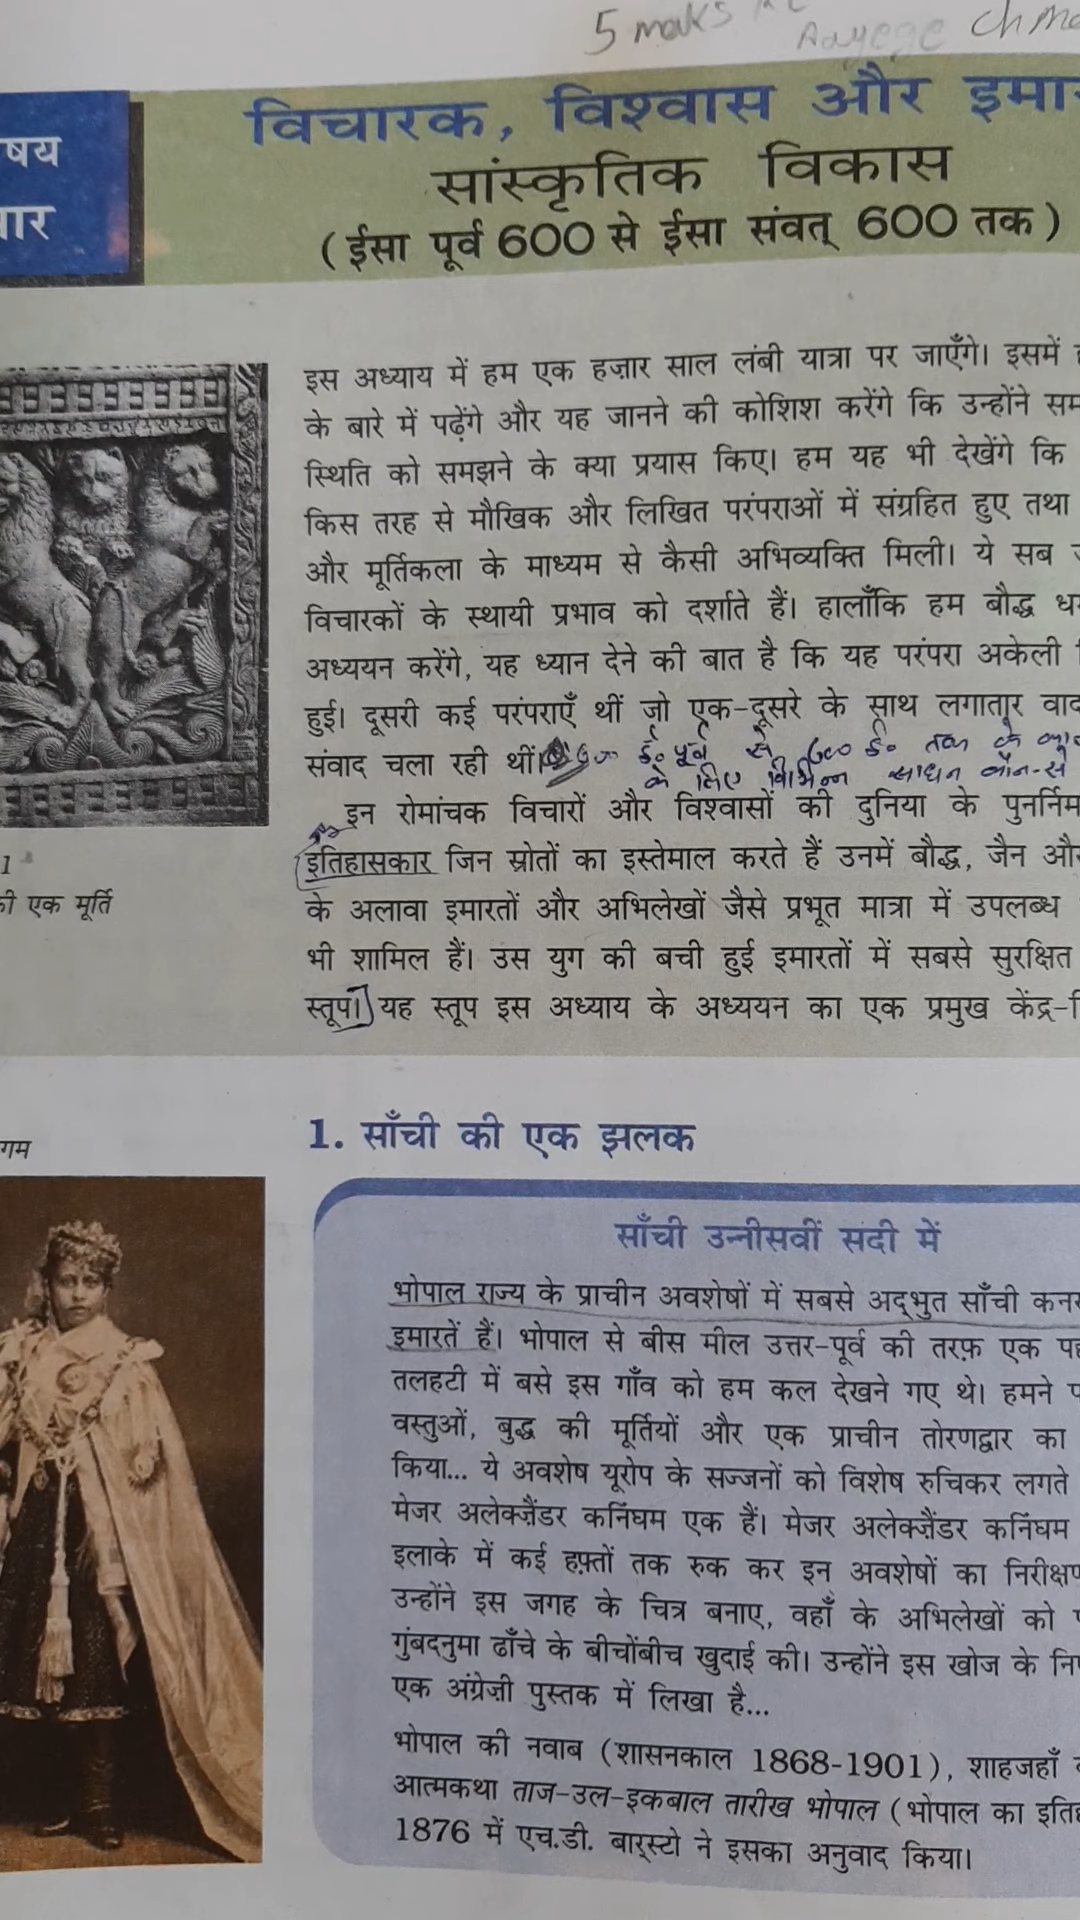 5 maks
षय
विचारक, विश्वास और
सांस्कृतिक विकास
(ईसा पूर्व 600 से ईसा संवत् 600 तक)
इस अध्याय में हम एक हज़ार साल लंबी यात्रा पर जाएँगे। इसमें
के बारे में पढ़ेंगे और यह जानने की कोशिश करेंगे कि उन्होंने
स्थिति को समझने के क्या प्रयास किए। हम यह भी देखेंगे कि
किस तरह से मौखिक और लिखित परंपराओं में संग्रहित हुए तथा
और मूर्तिकला के माध्यम से कैसी अभिव्यक्ति मिली। ये सब
विचारकों के स्थायी प्रभाव को दर्शाते हैं। हालाँकि हम बौद्ध
अध्ययन करेंगे, यह ध्यान देने की बात है कि यह परंपरा अकेली
हुई। दूसरी कई परंपराएँ थीं जो एक-दूसरे के साथ लगातार
संवाद चला रही थीं। ई० पूर्व से 600 ई० तक के
के लिए विभिन्न साधन कौन-से
इन रोमांचक विचारों और विश्वासों की दुनिया के
इतिहासकार जिन स्रोतों का इस्तेमाल करते हैं उनमें बौद्ध, जैन
के अलावा इमारतों और अभिलेखों जैसे प्रभूत मात्रा में उपलब्ध
भी शामिल हैं। उस युग की बची हुई इमारतों में सबसे सुरक्षित
स्तूप। यह स्तूप इस अध्याय के अध्ययन का एक प्रमुख
1
की एक मूर्ति
1. साँची की एक झलक
साँची उन्नीसवीं सदी में
भोपाल राज्य के प्राचीन अवशेषों में सबसे अद्भुत साँची
इमारतें हैं। भोपाल से बीस मील उत्तर-पूर्व की तरफ़ एक
तलहटी में बसे इस गाँव को हम कल देखने गए थे। हमने
वस्तुओं, बुद्ध की मूर्तियों और एक प्राचीन तोरणद्वार का
किया... ये अवशेष यूरोप के सज्जनों को विशेष रुचिकर लगते
मेजर अलेक्ज़ैंडर कनिंघम एक हैं। मेजर अलेक्ज़ैंडर कनिंघम
इलाके में कई हफ़्तों तक रुक कर इन अवशेषों का
उन्होंने इस जगह के चित्र बनाए, वहाँ के अभिलेखों को
गुंबदनुमा ढाँचे के बीचोंबीच खुदाई की। उन्होंने इस खोज के
एक अंग्रेज़ी पुस्तक में लिखा है...
भोपाल की नवाब (शासनकाल 1868-1901), शाहजहाँ
आत्मकथा ताज-उल-इकबाल तारीख भोपाल (भोपाल का
1876 में एच.डी. बार्स्टो ने इसका अनुवाद किया।